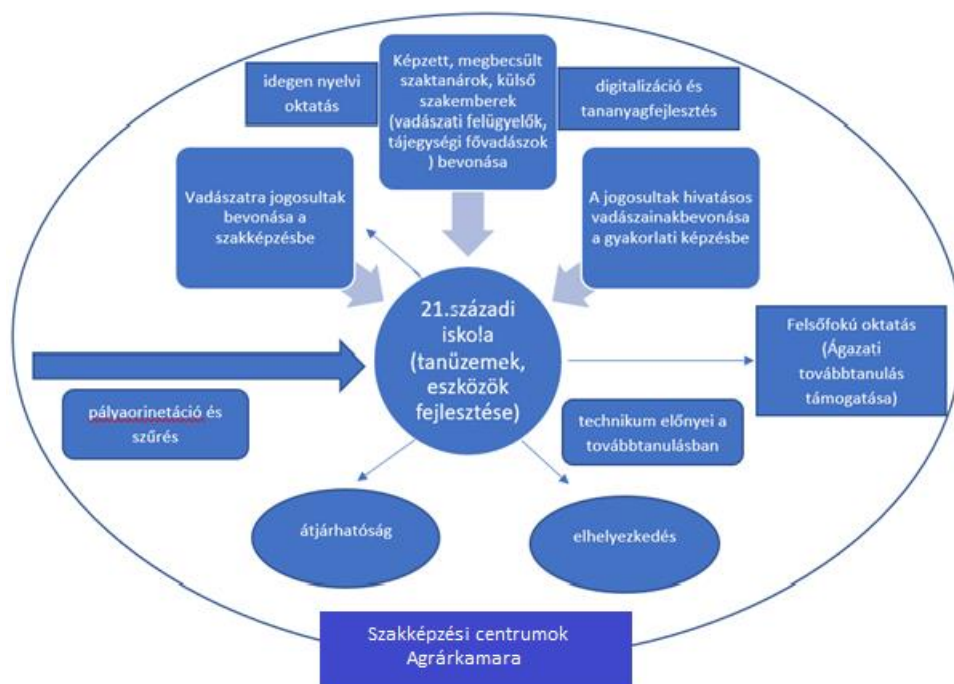 Képzett, megbecsült
szaktanárok, külső
szakemberek
(vadászati felügyelők,
tájegységi fővadászok
) bevonása
idegen nyelvi
oktatás
digitalizáció és
tananyagfejlesztés
Vadászatra jogosultak
bevonása a
szakképzésbe
A jogosultak hivatásos
vadászainakbevonása
a gyakorlati képzésbe
21.századi
iskola
(tanüzemek,
eszközök
fejlesztése)
Felsőfokú oktatás
(Ágazati
továbbtanulás
támogatása)
pályaorinetáció és
szűrés
technikum előnyei a
továbbtanulásban
átjárhatóság
elhelyezkedés
Szakképzési centrumok
Agrárkamara